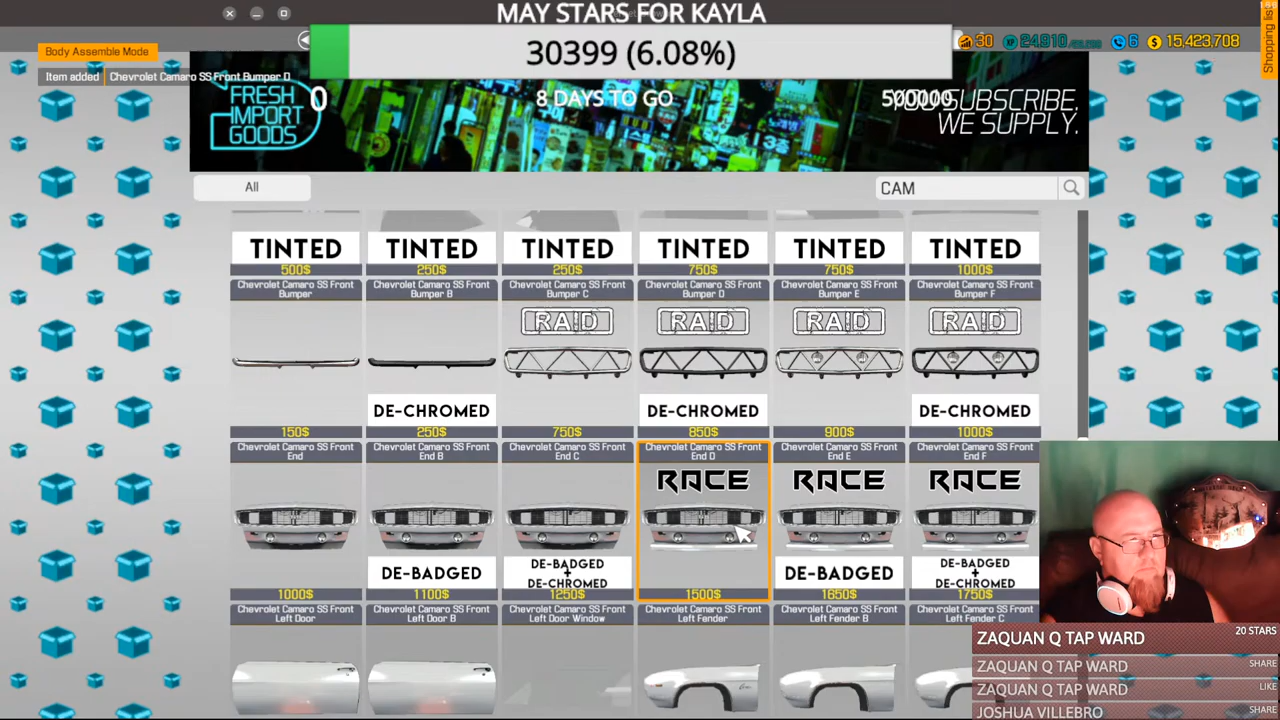 MAY STARS FOR KAYLA
30399 (6.08%)
0
8 DAYS TO GO
500000
Body Assemble Mode
Item added
Chevrolet Camaro SS Front Bumper D
30
24,910
6
15,423,708
Shopping list
FRESH
IMPORT
GOODS
SUBSCRIBE.
WE SUPPLY.
All
CAM
TINTED TINTED TINTED TINTED TINTED TINTED
500$ 250$ 250$ 750$ 750$ 1000$
Chevrolet Camaro SS Front
Bumper
Chevrolet Camaro SS Front
Bumper B
Chevrolet Camaro SS Front
Bumper C
Chevrolet Camaro SS Front
Bumper D
Chevrolet Camaro SS Front
Bumper E
Chevrolet Camaro SS Front
Bumper F
RAID RAID RAID RAID
DE-CHROMED DE-CHROMED DE-CHROMED
150$ 250$ 750$ 850$ 900$ 1000$
Chevrolet Camaro SS Front
End
Chevrolet Camaro SS Front
End B
Chevrolet Camaro SS Front
End C
Chevrolet Camaro SS Front
End D
Chevrolet Camaro SS Front
End E
Chevrolet Camaro SS Front
End F
RACE RACE RACE
DE-BADGED
DE-BADGED
+
DE-CHROMED
DE-BADGED
DE-BADGED
+
DE-CHROMED
1000$ 1100$ 1250$ 1500$ 1650$ 1750$
Chevrolet Camaro SS Front
Left Door
Chevrolet Camaro SS Front
Left Door B
Chevrolet Camaro SS Front
Left Door Window
Chevrolet Camaro SS Front
Left Fender
Chevrolet Camaro SS Front
Left Fender B
Chevrolet Camaro SS Front
Left Fender C
ZAQUAN Q TAP WARD 20 STARS
ZAQUAN Q TAP WARD SHARE
ZAQUAN Q TAP WARD LIKE
JOSHUA VILLEBRO SHARE